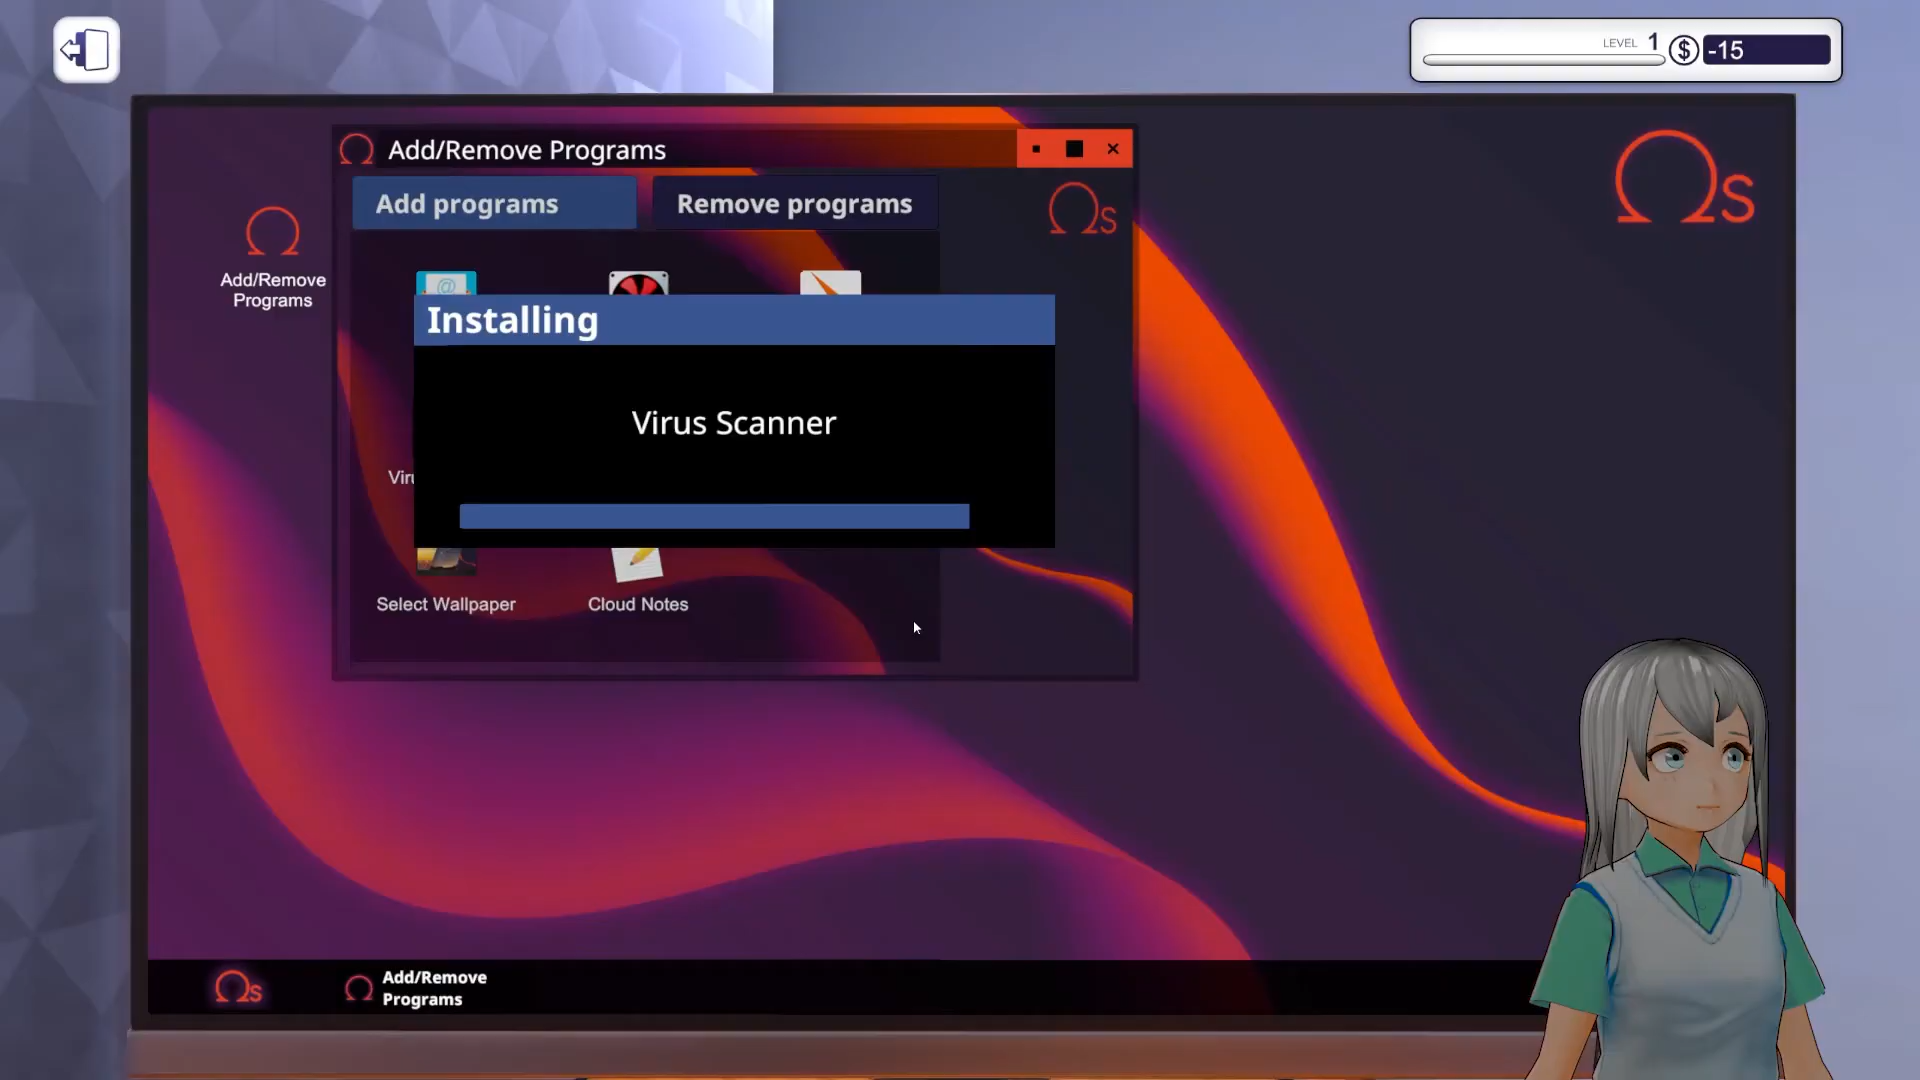 LEVEL 1
-15
Add/Remove Programs
Add programs
Remove programs
Ωs
Ωs
Add/Remove
Programs
Installing
Virus Scanner
Select Wallpaper
Cloud Notes
Ωs
Add/Remove
Programs